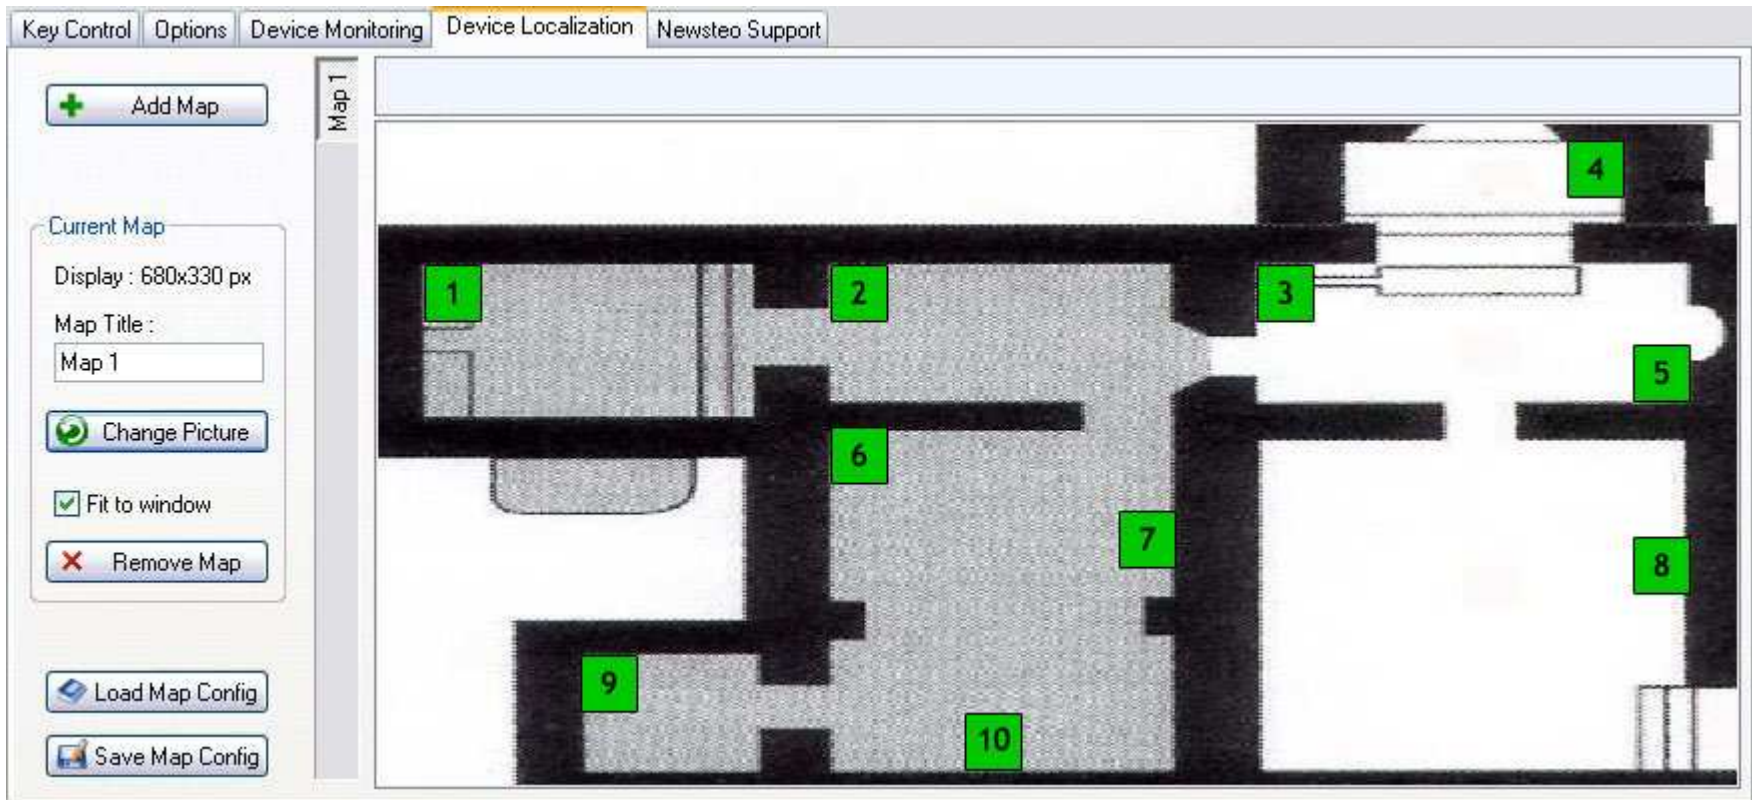 Key Control Options Device Monitoring Device Localization Newsteo Support
Add Map
Map 1
Current Map
Display : 680x330 px
Map Title :
Map 1
Change Picture
Fit to window
Remove Map
Load Map Config
Save Map Config
4
1 2 3
5
6
7
8
9
10